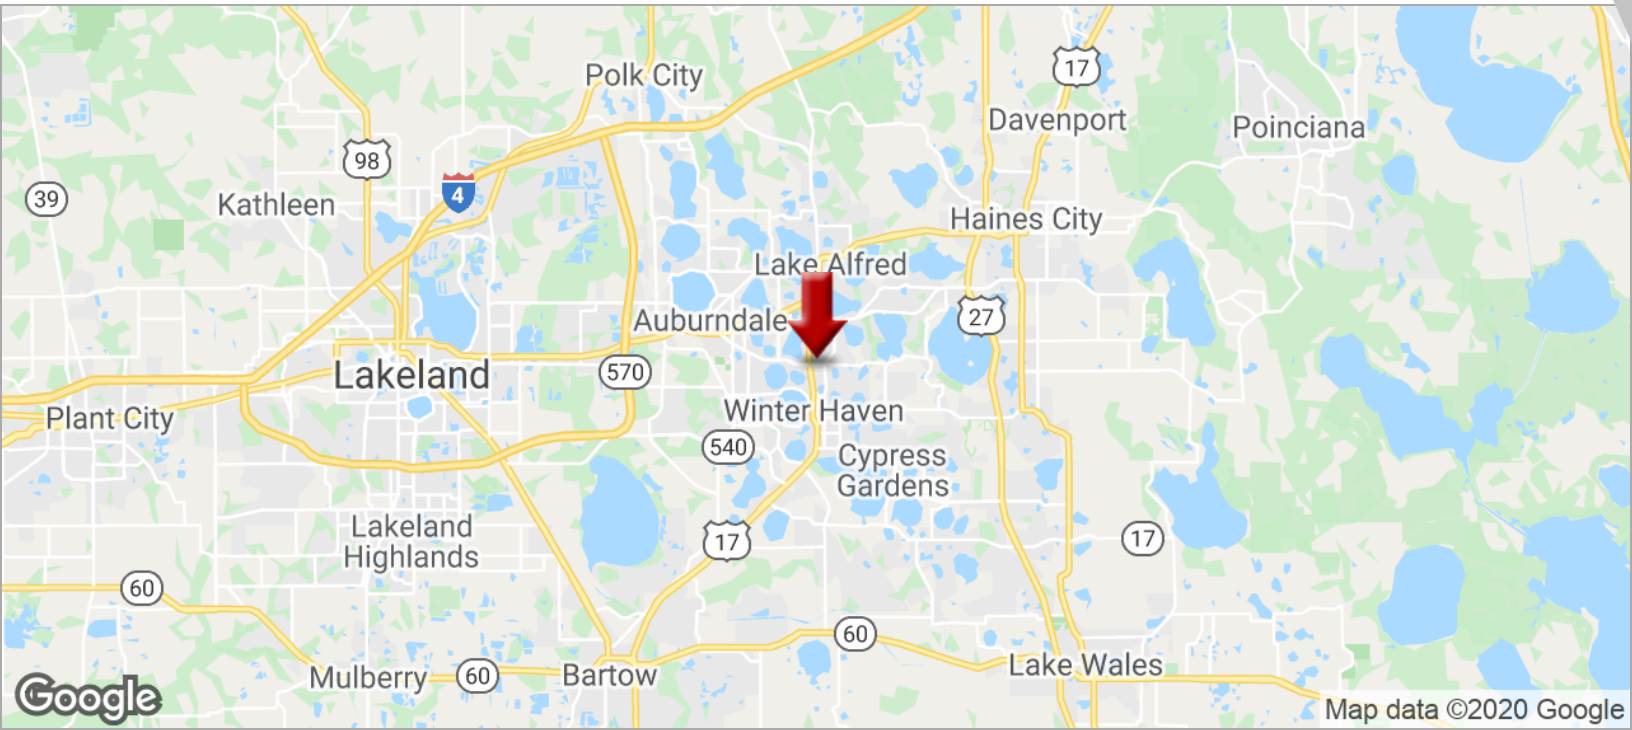 Polk City
17
Davenport
Poinciana
98
4
39
Kathleen
Haines City
Lake Alfred
27
Auburndale
570
Lakeland
Plant City
Winter Haven
540
Cypress
Gardens
Lakeland
Highlands
17
17
60
60
Mulberry
60
Bartow
Lake Wales
Google
Map data ©2020 Google